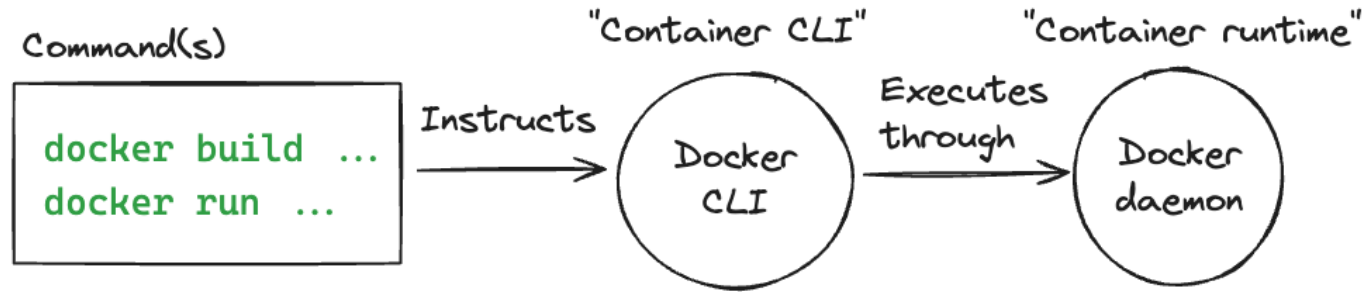 Command(s)
docker build ...
docker run ...
Instructs
"Container CLI"
Docker
CLI
Executes
through
"Container runtime"
Docker
daemon